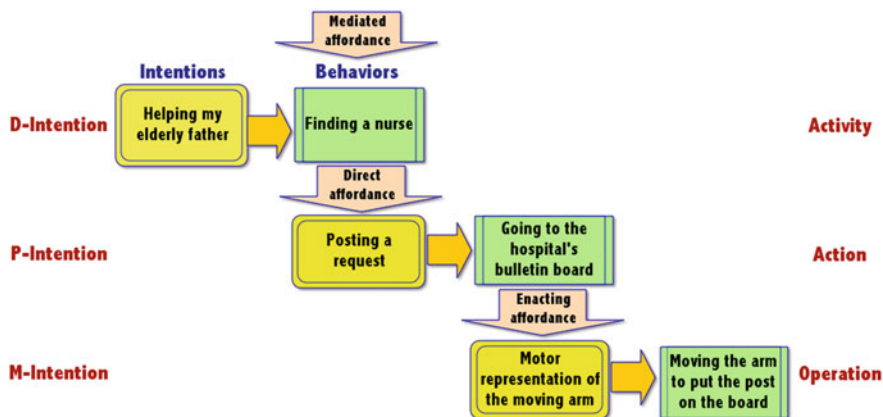 Mediated
affordance
Intentions
Behaviors
D-Intention
Helping my
elderly father
Finding a nurse
Activity
Direct
affordance
P-Intention
Posting a
request
Going to the
hospital's
bulletin board
Action
Enacting
affordance
M-Intention
Motor
representation of
the moving arm
Moving the arm
to put the post
on the board
Operation